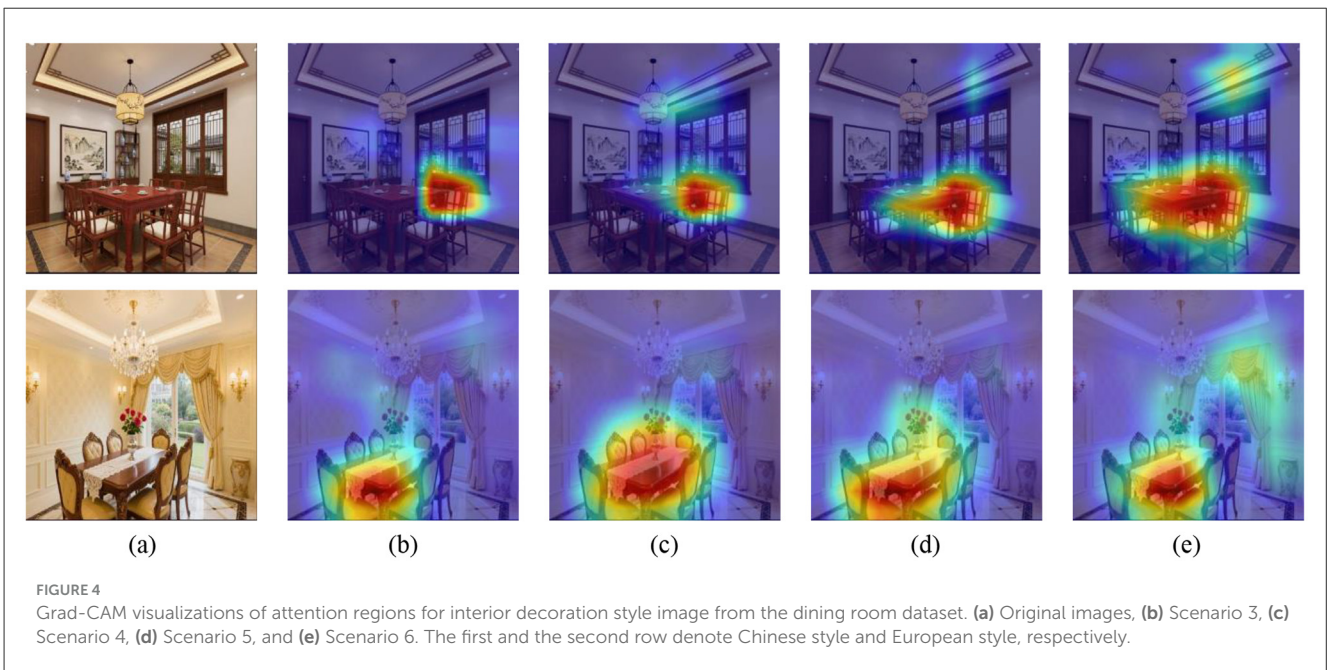 (a) (b) (c) (d) (e)
FIGURE 4
Grad-CAM visualizations of attention regions for interior decoration style image from the dining room dataset. (a) Original images, (b) Scenario 3, (c)
Scenario 4, (d) Scenario 5, and (e) Scenario 6. The first and the second row denote Chinese style and European style, respectively.